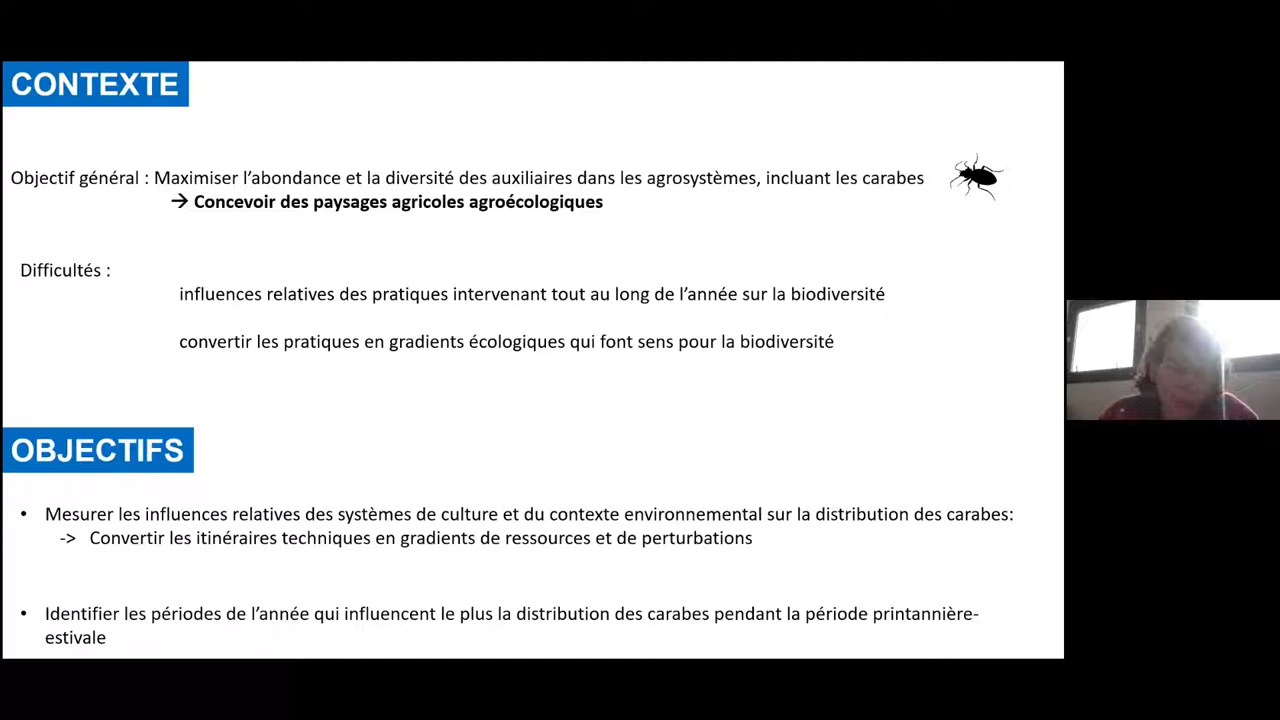 CONTEXTE
Objectif général : Maximiser l'abondance et la diversité des auxiliaires dans les agrosystèmes, incluant les carabes
→ Concevoir des paysages agricoles agroécologiques
Difficultés :
influences relatives des pratiques intervenant tout au long de l'année sur la biodiversité
convertir les pratiques en gradients écologiques qui font sens pour la biodiversité
OBJECTIFS
• Mesurer les influences relatives des systèmes de culture et du contexte environnemental sur la distribution des carabes:
-> Convertir les itinéraires techniques en gradients de ressources et de perturbations
• Identifier les périodes de l'année qui influencent le plus la distribution des carabes pendant la période printannière-
estivale